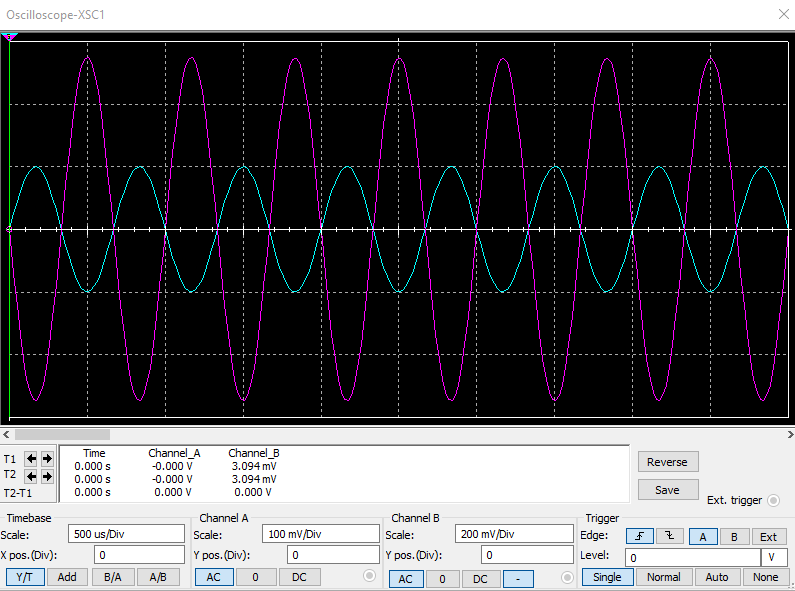 Oscilloscope-XSC1
T1
T2
T2-T1
Time Channel_A Channel_B
0.000 s -0.000 V 3.094 mV
0.000 s -0.000 V 3.094 mV
0.000 s 0.000 V 0.000 V
Reverse
Save
Ext. trigger
Timebase
Scale: 500 us/Div
X pos.(Div): 0
Y/T Add B/A A/B
Channel A
Scale: 100 mV/Div
Y pos.(Div): 0
AC 0 DC
Channel B
Scale: 200 mV/Div
Y pos.(Div): 0
AC 0 DC -
Trigger
Edge: A B Ext
Level: 0 V
Single Normal Auto None